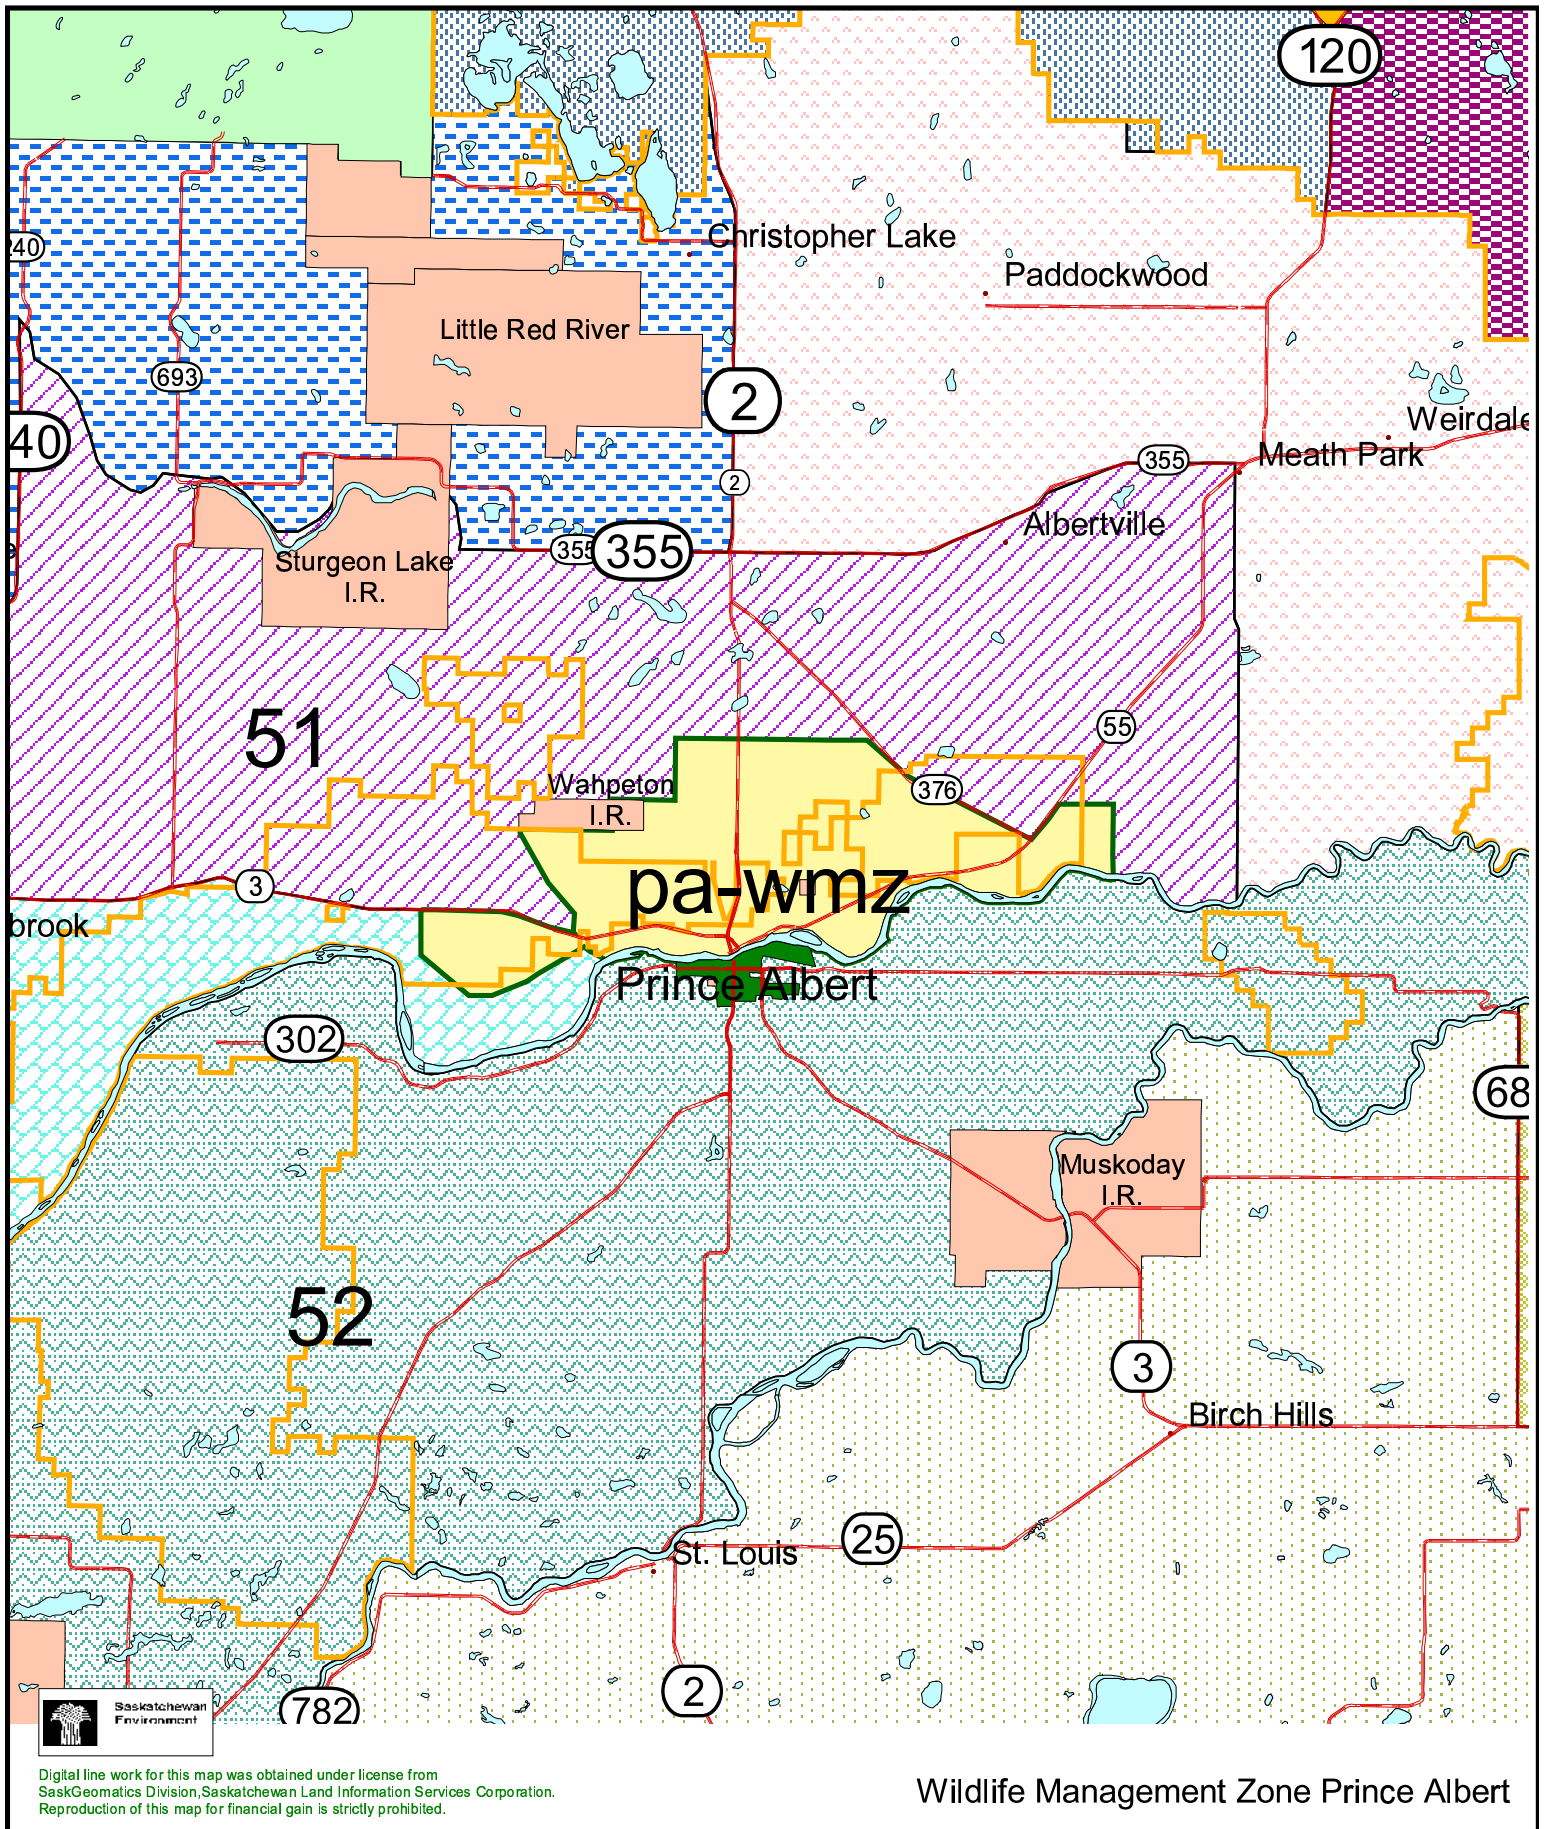 120
Christopher Lake
240
Paddockwood
Little Red River
693
2
Weirdale
40
355
Meath Park
2
Albertville
355
355
Sturgeon Lake
I.R.
51
55
Wahpeton
I.R.
376
pa-wmz
3
brook
Prince Albert
302
68
Muskoday
I.R.
52
3
Birch Hills
25
St. Louis
2
782
Saskatchewan
Environment
Digital line work for this map was obtained under license from
SaskGeomatics Division,Saskatchewan Land Information Services Corporation.
Reproduction of this map for financial gain is strictly prohibited.
Wildlife Management Zone Prince Albert